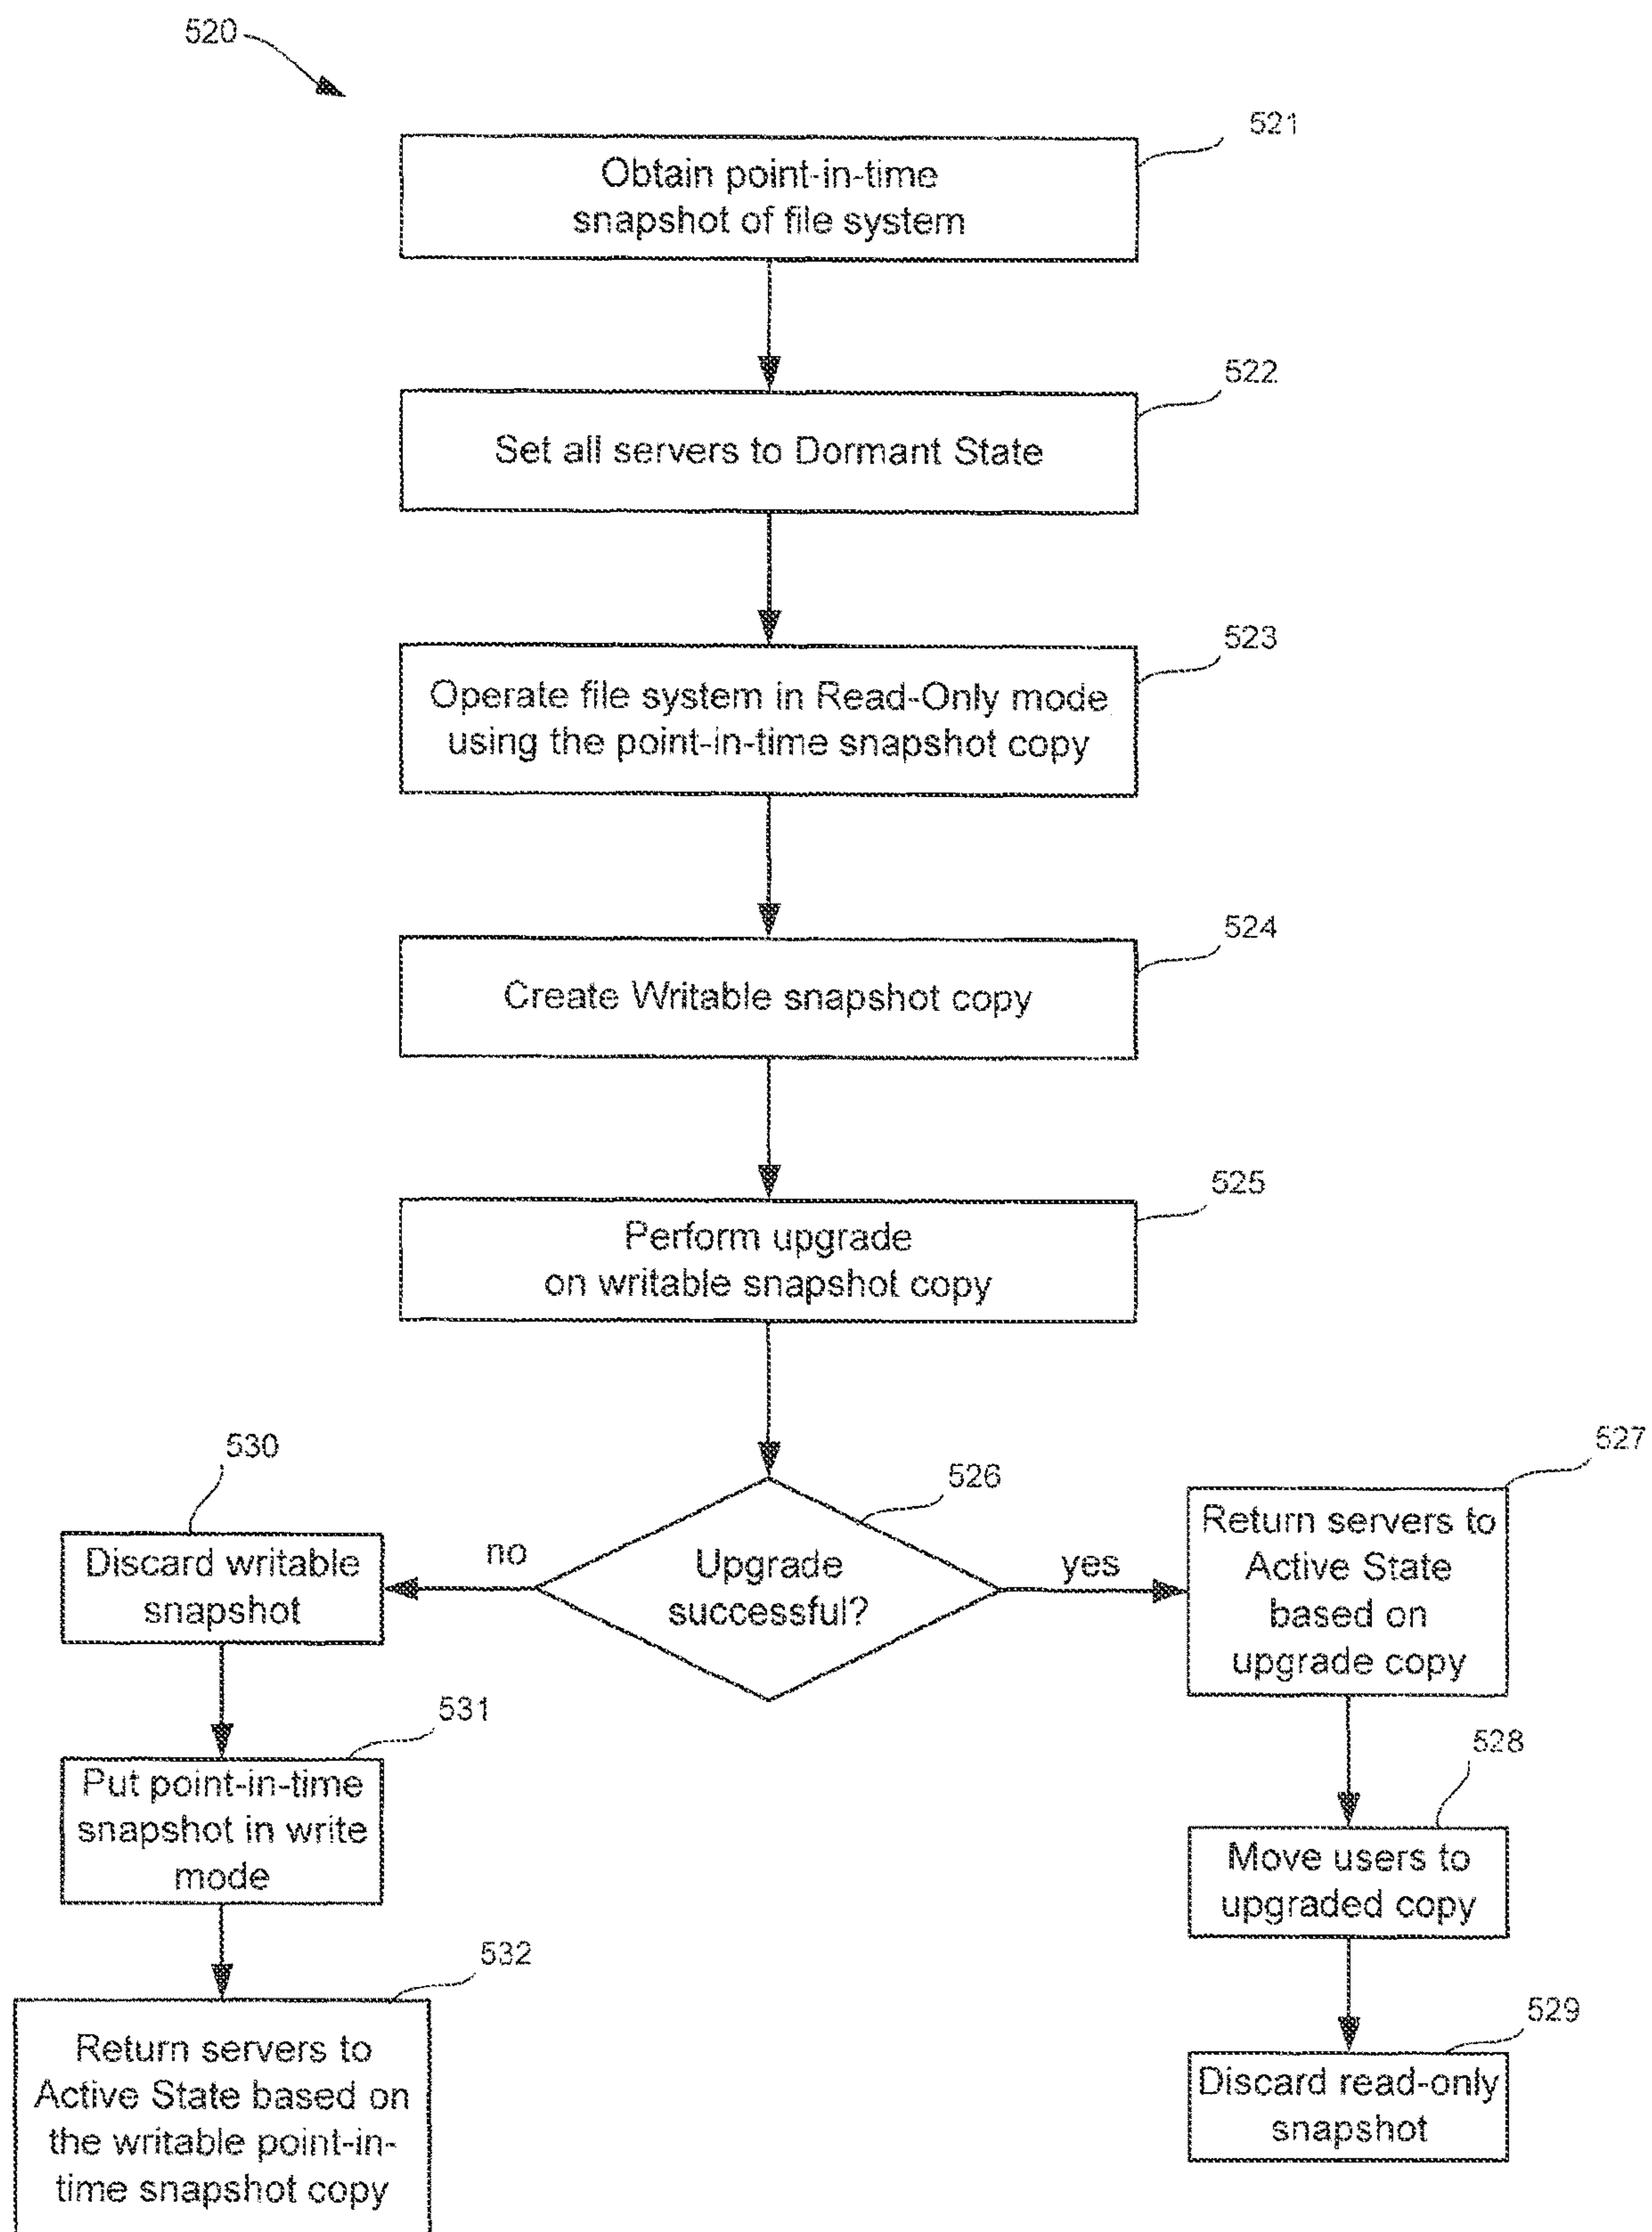 520
521
Obtain point-in-time
snapshot of file system
522
Set all servers to Dormant State
523
Operate file system in Read-Only mode
using the point-in-time snapshot copy
524
Create Writable snapshot copy
525
Perform upgrade
on writable snapshot copy
526
Upgrade
successful?
no
yes
530
Discard writable
snapshot
531
Put point-in-time
snapshot in write
mode
532
Return servers to
Active State based on
the writable point-in-
time snapshot copy
527
Return servers to
Active State
based on
upgrade copy
528
Move users to
upgraded copy
529
Discard read-only
snapshot